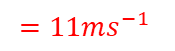 = 11ms⁻¹